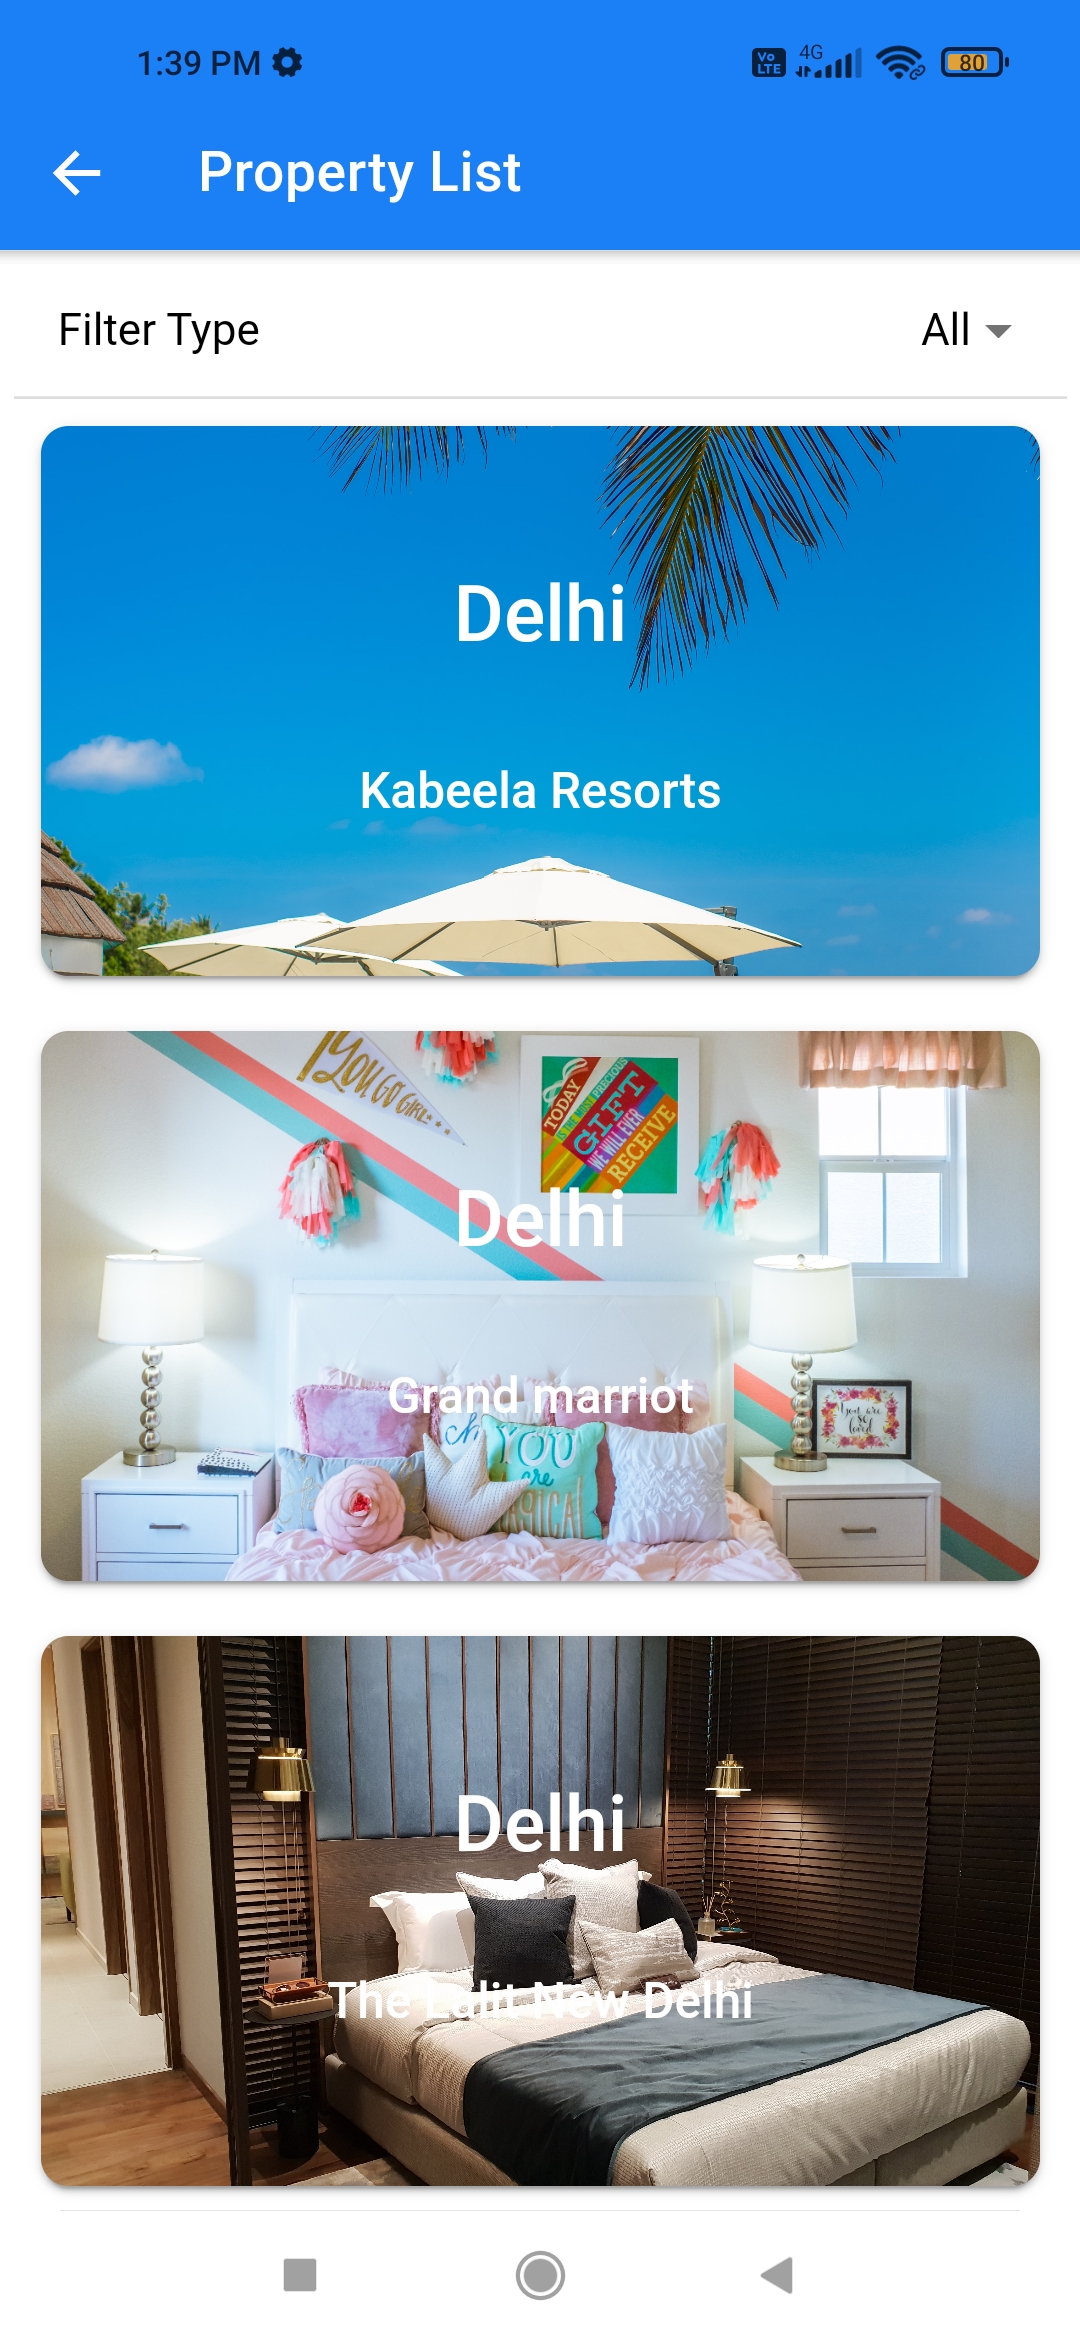 1:39 PM
Vo LTE 4G 80
Property List
Filter Type
All
Delhi
Kabeela Resorts
YOU GO GIRL
TODAY
IS THE MOST PRECIOUS
GIFT
WE WILL EVER
RECEIVE
Delhi
Grand marriot
You are
so
loved
YOU
are
Delhi
The Lalit New Delhi